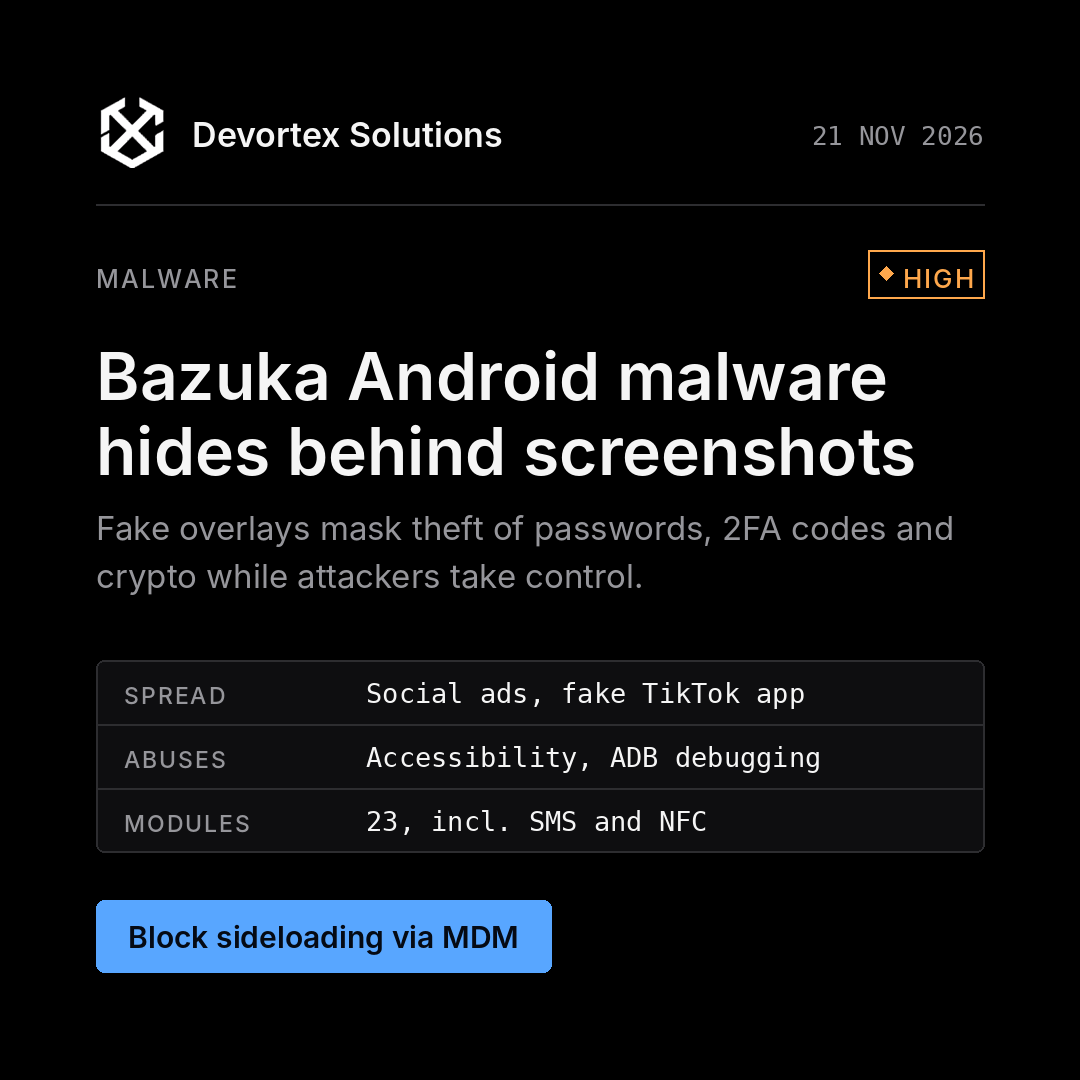 Devortex Solutions
21 NOV 2026
MALWARE
HIGH
Bazuka Android malware
hides behind screenshots
Fake overlays mask theft of passwords, 2FA codes and
crypto while attackers take control.
SPREAD Social ads, fake TikTok app
ABUSES Accessibility, ADB debugging
MODULES 23, incl. SMS and NFC
Block sideloading via MDM